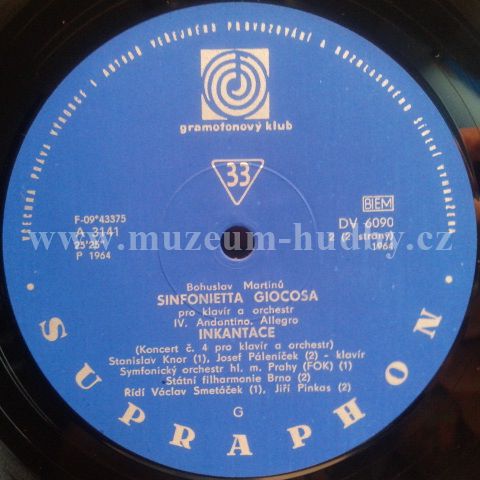 VŠECHNA PRÁVA VÝROBCE I AUTORŮ VEŘEJNÉHO PROVOZOVÁNÍ A ROZHLASOVÉHO ŠÍŘENÍ VYHRAZENA
gramofonový klub
33
F-09*43375
A 3141
25'25"
P 1964
BIEM
DV 6090
2 (2 strany)
1964
www.muzeum-hudby.cz
Bohuslav Martinů
SINFONIETTA GIOCOSA
pro klavír a orchestr
IV. Andantino, Allegro
INKANTACE
(Koncert č. 4 pro klavír a orchestr)
Stanislav Knor (1), Josef Páleníček (2) - klavír
Symfonický orchestr hl. m. Prahy (FOK) (1)
Státní filharmonie Brno (2)
Řídí Václav Smetáček (1), Jiří Pinkas (2)
G
• SUPRAPHON •